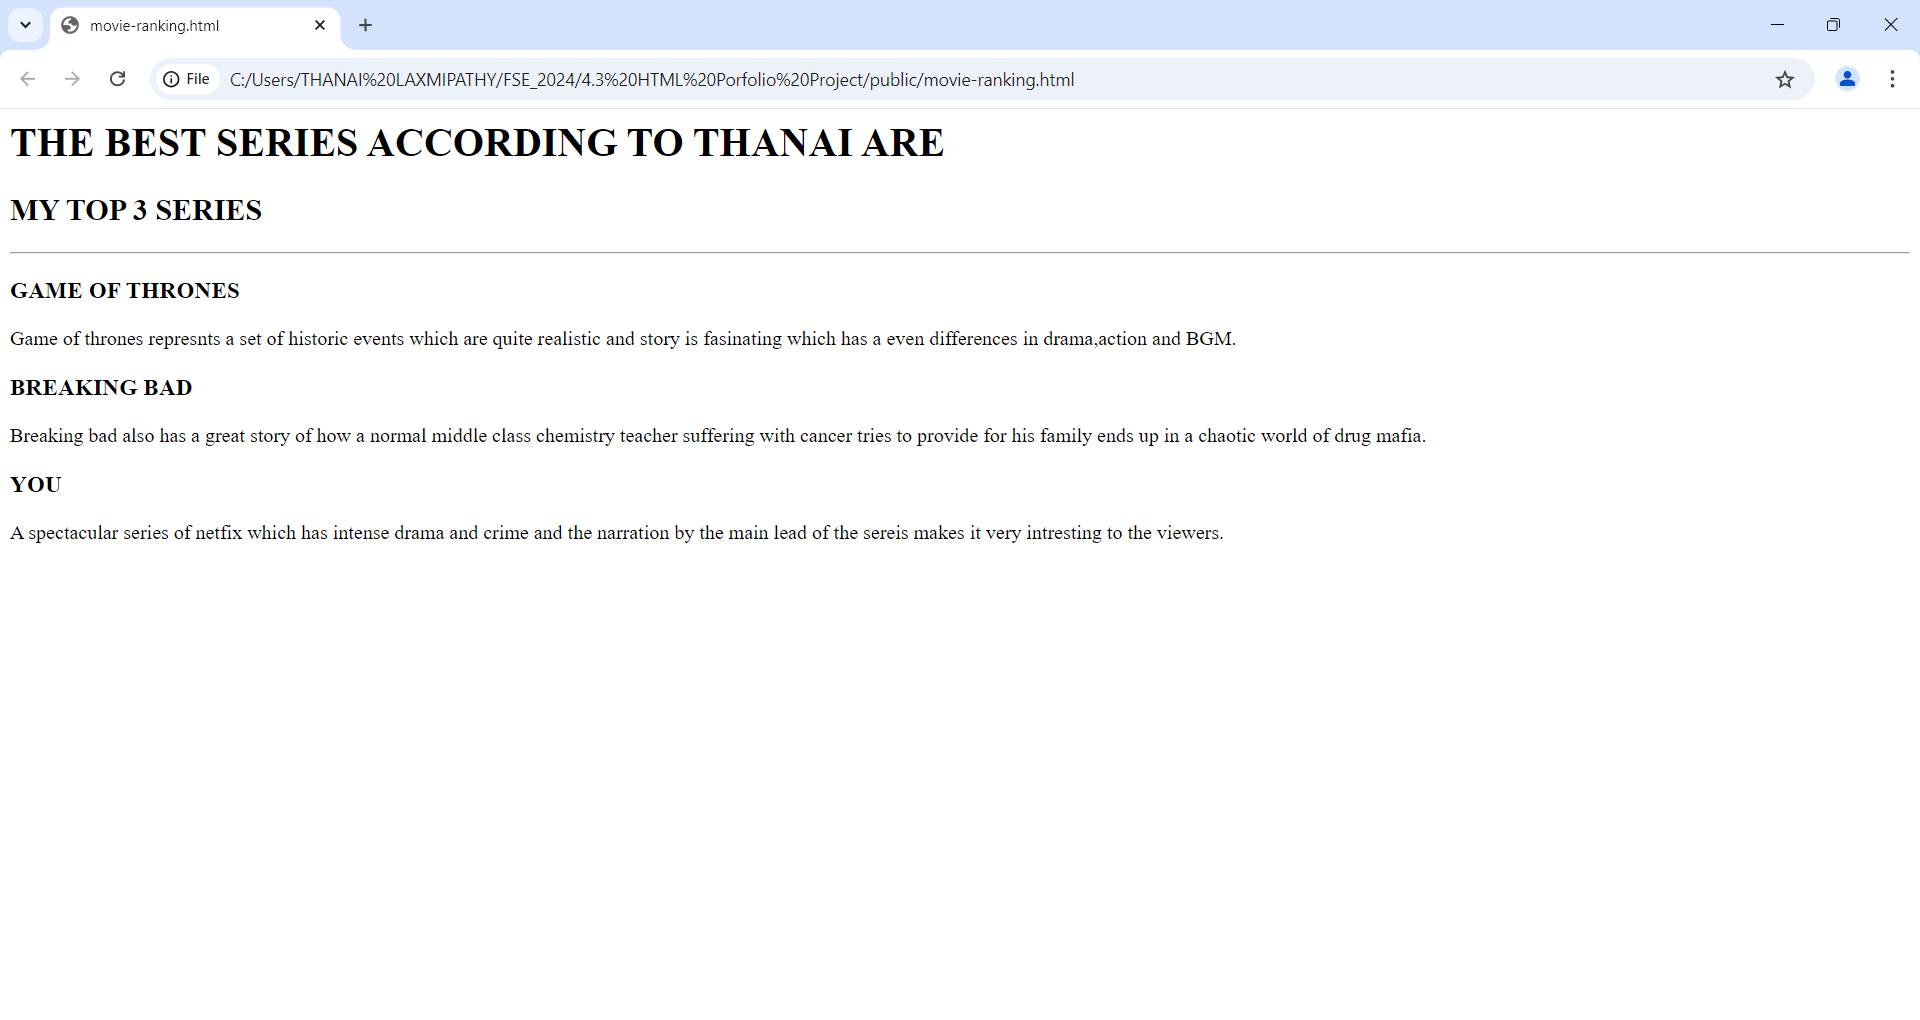 movie-ranking.html
File C:/Users/THANAI%20LAXMIPATHY/FSE_2024/4.3%20HTML%20Porfolio%20Project/public/movie-ranking.html
THE BEST SERIES ACCORDING TO THANAI ARE
MY TOP 3 SERIES
GAME OF THRONES
Game of thrones represnts a set of historic events which are quite realistic and story is fasinating which has a even differences in drama,action and BGM.
BREAKING BAD
Breaking bad also has a great story of how a normal middle class chemistry teacher suffering with cancer tries to provide for his family ends up in a chaotic world of drug mafia.
YOU
A spectacular series of netfix which has intense drama and crime and the narration by the main lead of the sereis makes it very intresting to the viewers.